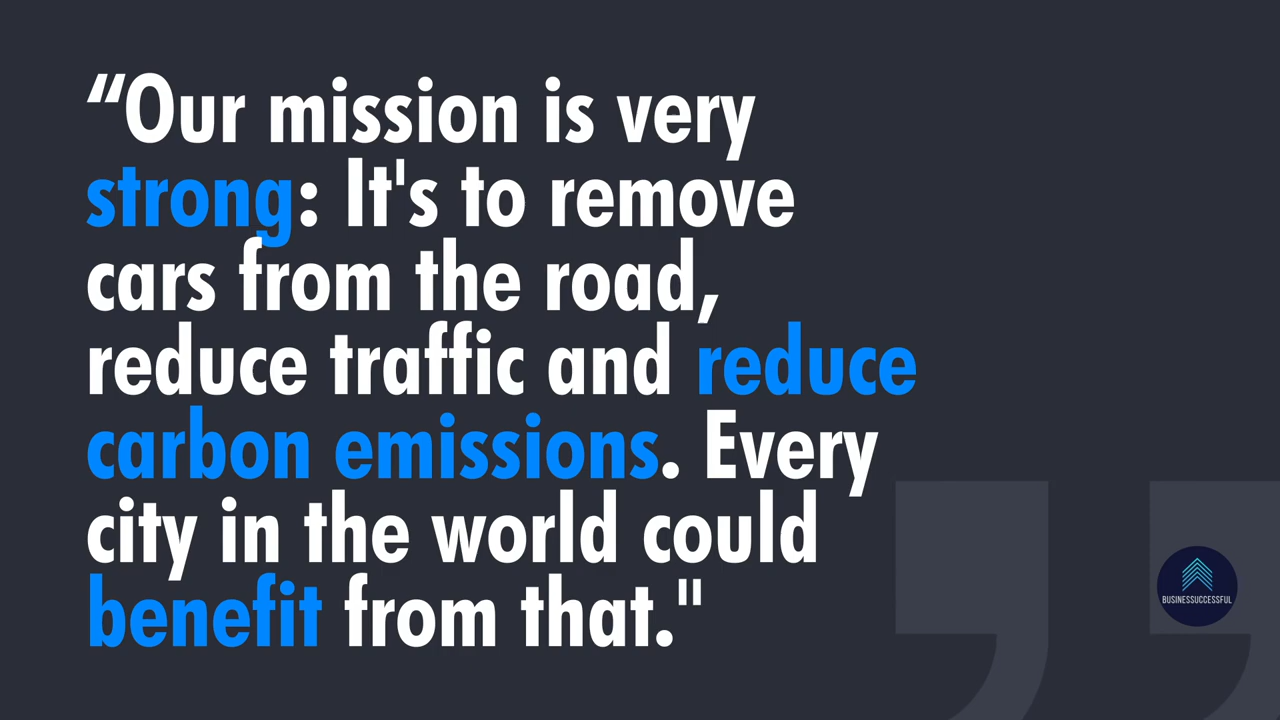 “Our mission is very
strong: It's to remove
cars from the road,
reduce traffic and reduce
carbon emissions. Every
city in the world could
benefit from that."
BUSINESSUCCESSFUL